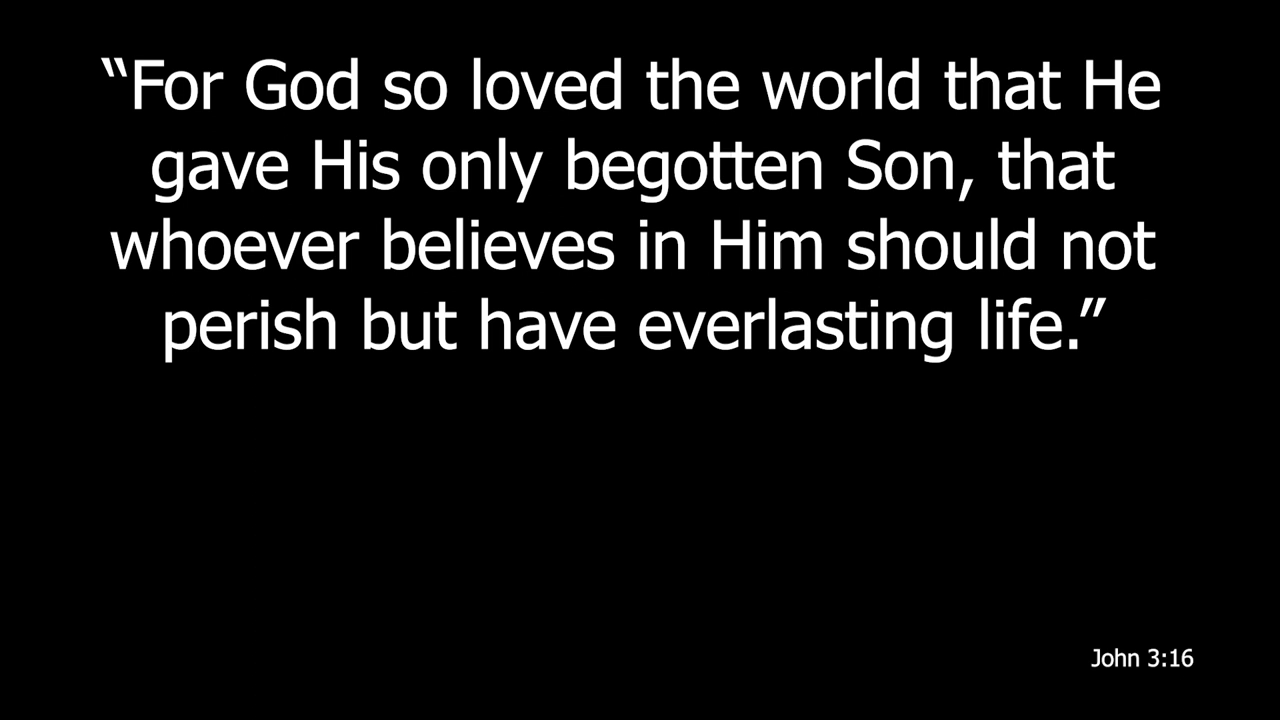 “For God so loved the world that He
gave His only begotten Son, that
whoever believes in Him should not
perish but have everlasting life.”
John 3:16